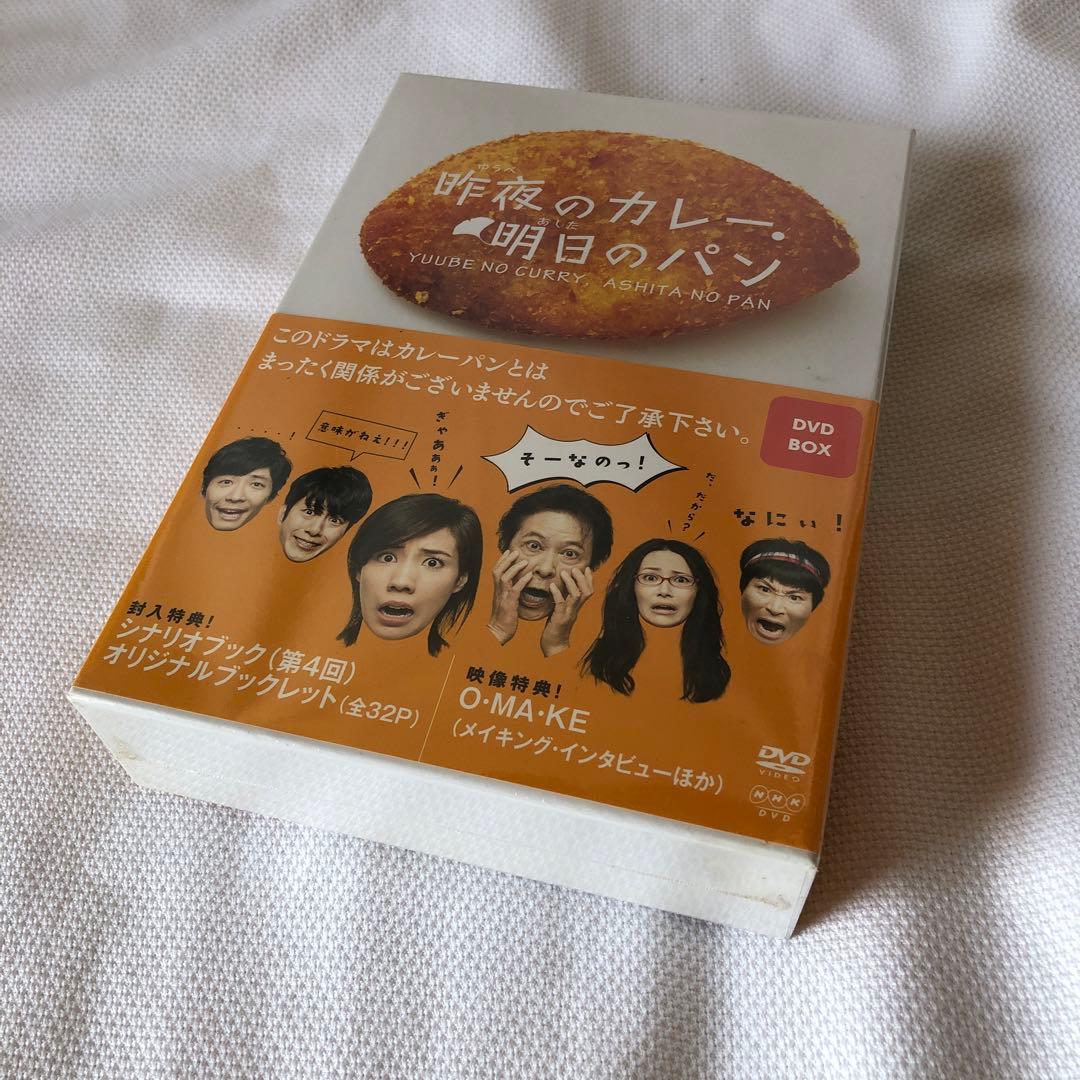 ゆうべ
昨夜のカレー、
あした
明日のパン
YUUBE NO CURRY, ASHITA NO PAN
このドラマはカレーパンとは
まったく関係がございませんのでご了承下さい。
DVD
BOX
・・・・!
意味がねえ!!!
ぎゃあぁぁ!
そーなのっ!
だ、だから?
なにぃ!
封入特典!
シナリオブック(第4回)
オリジナルブックレット(全32P)
映像特典!
O・MA・KE
(メイキング・インタビューほか)
DVD
VIDEO
NHK
DVD